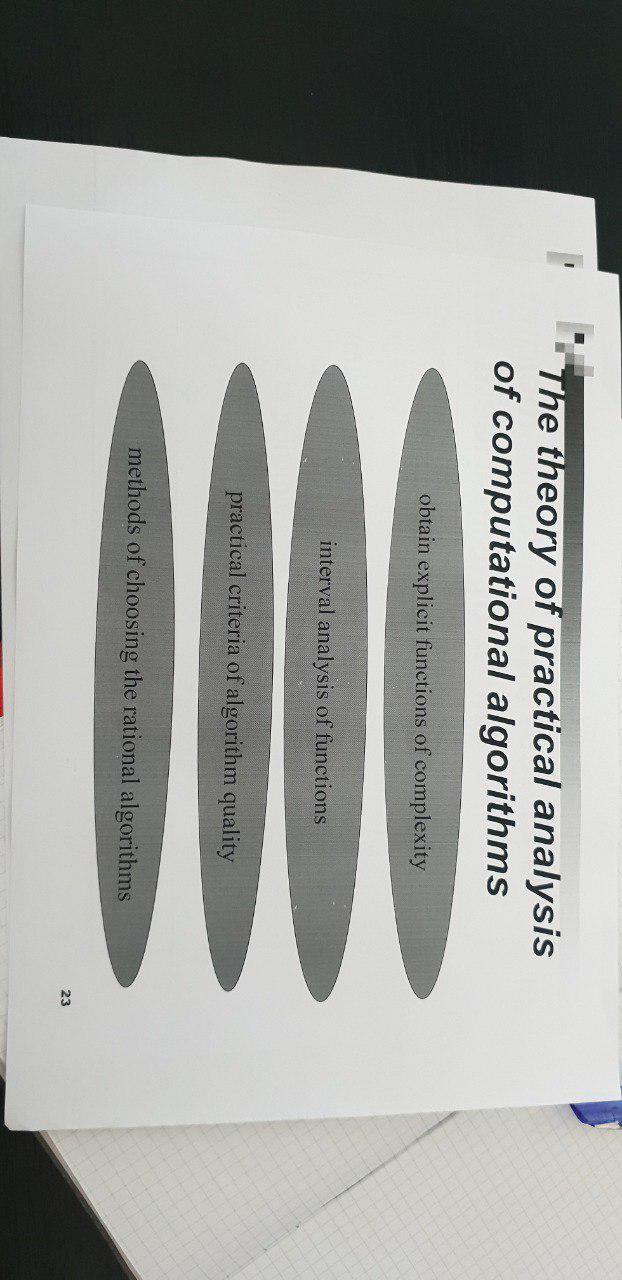 The theory of practical analysis
of computational algorithms
obtain explicit functions of complexity
interval analysis of functions
practical criteria of algorithm quality
methods of choosing the rational algorithms
23